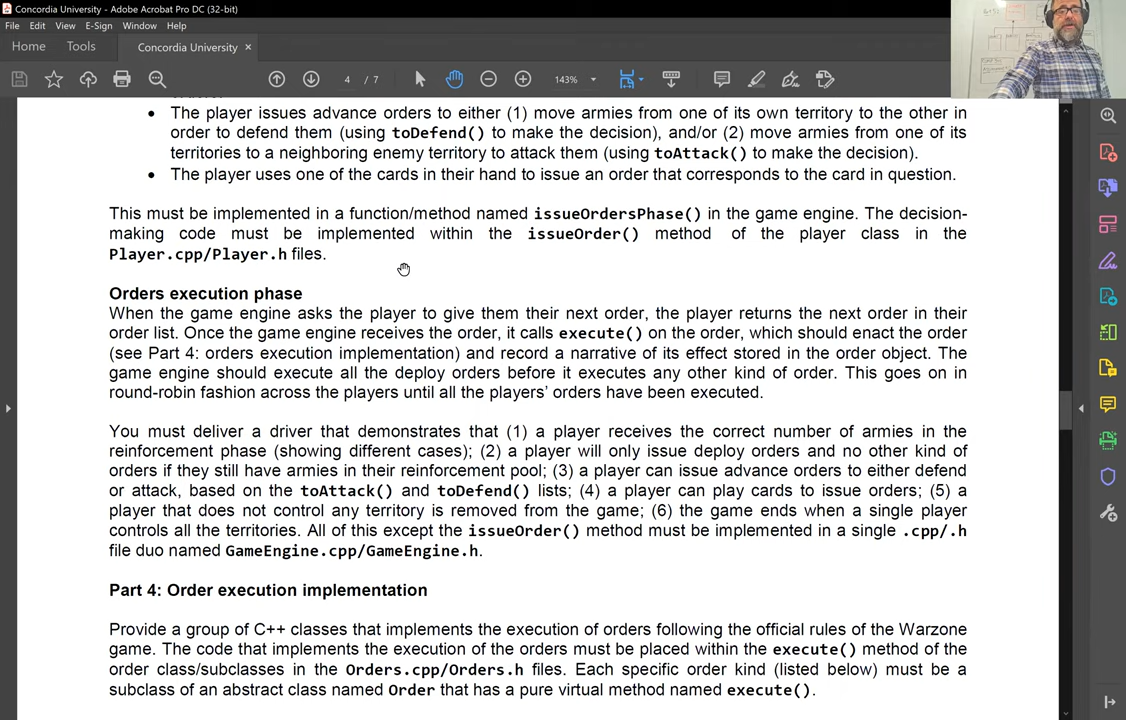 Concordia University - Adobe Acrobat Pro DC (32-bit)
File Edit View E-Sign Window Help
Home Tools Concordia University ×
4 / 7 143%
The player issues advance orders to either (1) move armies from one of its own territory to the other in
order to defend them (using toDefend() to make the decision), and/or (2) move armies from one of its
territories to a neighboring enemy territory to attack them (using toAttack() to make the decision).
The player uses one of the cards in their hand to issue an order that corresponds to the card in question.
This must be implemented in a function/method named issueOrdersPhase() in the game engine. The decision-
making code must be implemented within the issueOrder() method of the player class in the
Player.cpp/Player.h files.
Orders execution phase
When the game engine asks the player to give them their next order, the player returns the next order in their
order list. Once the game engine receives the order, it calls execute() on the order, which should enact the order
(see Part 4: orders execution implementation) and record a narrative of its effect stored in the order object. The
game engine should execute all the deploy orders before it executes any other kind of order. This goes on in
round-robin fashion across the players until all the players' orders have been executed.
You must deliver a driver that demonstrates that (1) a player receives the correct number of armies in the
reinforcement phase (showing different cases); (2) a player will only issue deploy orders and no other kind of
orders if they still have armies in their reinforcement pool; (3) a player can issue advance orders to either defend
or attack, based on the toAttack() and toDefend() lists; (4) a player can play cards to issue orders; (5) a
player that does not control any territory is removed from the game; (6) the game ends when a single player
controls all the territories. All of this except the issueOrder() method must be implemented in a single .cpp/.h
file duo named GameEngine.cpp/GameEngine.h.
Part 4: Order execution implementation
Provide a group of C++ classes that implements the execution of orders following the official rules of the Warzone
game. The code that implements the execution of the orders must be placed within the execute() method of the
order class/subclasses in the Orders.cpp/Orders.h files. Each specific order kind (listed below) must be a
subclass of an abstract class named Order that has a pure virtual method named execute().